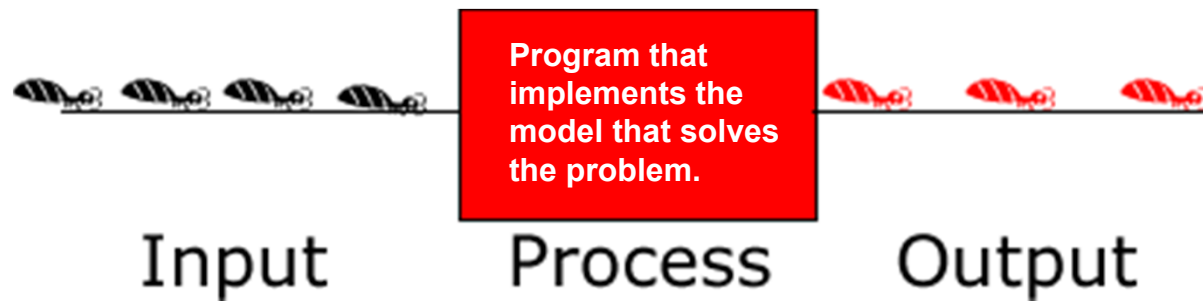 Program that
implements the
model that solves
the problem.
Input Process Output